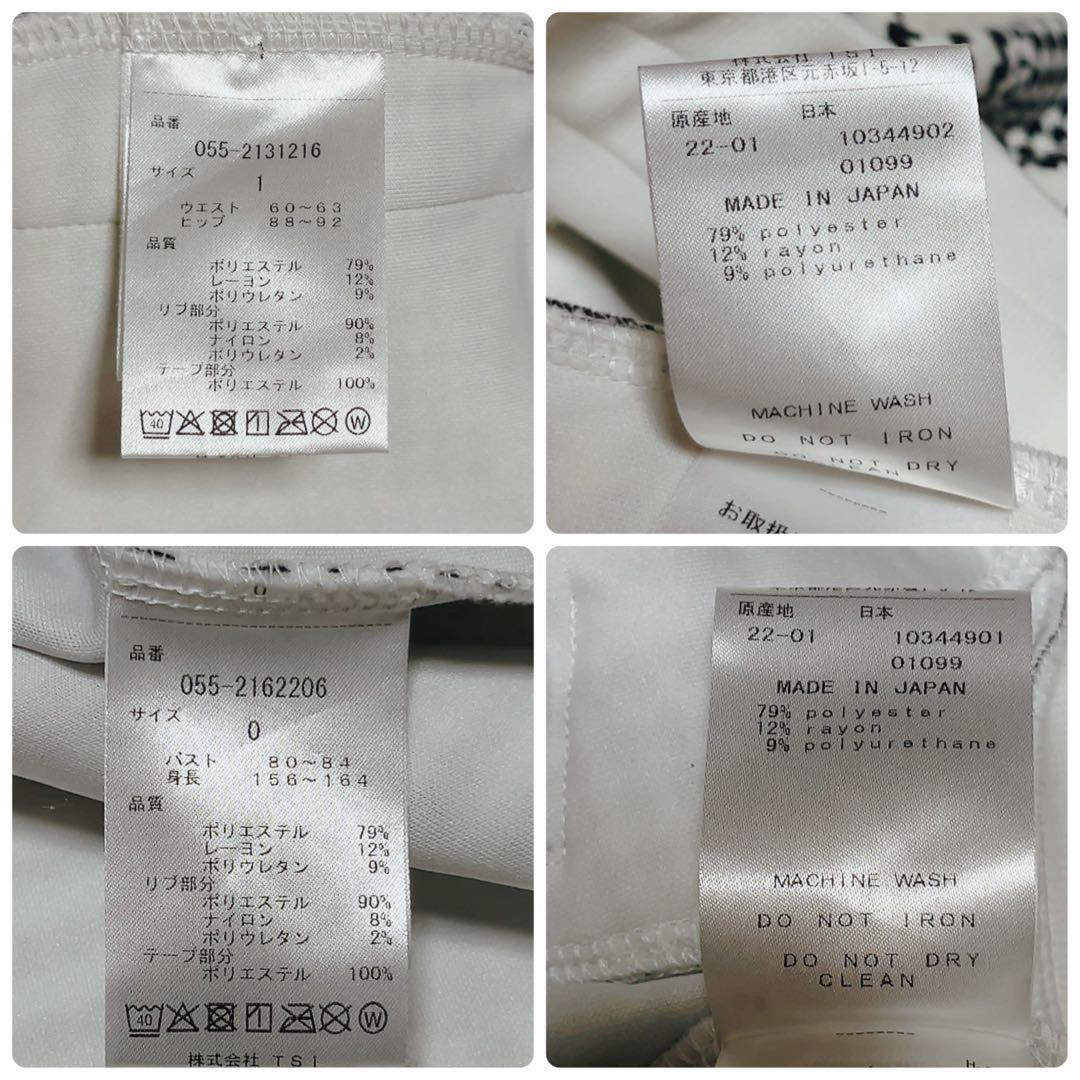 品番
055-2131216
サイズ
1
ウエスト 60～63
ヒップ 88～92
品質
ポリエステル 79%
レーヨン 12%
ポリウレタン 9%
リブ部分
ポリエステル 90%
ナイロン 8%
ポリウレタン 2%
テープ部分
ポリエステル 100%
40 W
株式会社 TSI
東京都港区元赤坂1-5-12
原産地 日本
22-01 10344902
01099
MADE IN JAPAN
79% polyester
12% rayon
9% polyurethane
MACHINE WASH
DO NOT IRON
DO NOT DRY
CLEAN
お取扱
0
品番
055-2162206
サイズ
0
バスト 80～84
身長 156～164
品質
ポリエステル 79%
レーヨン 12%
ポリウレタン 9%
リブ部分
ポリエステル 90%
ナイロン 8%
ポリウレタン 2%
テープ部分
ポリエステル 100%
40 W
株式会社 TSI
原産地 日本
22-01 10344901
01099
MADE IN JAPAN
79% polyester
12% rayon
9% polyurethane
MACHINE WASH
DO NOT IRON
DO NOT DRY
CLEAN